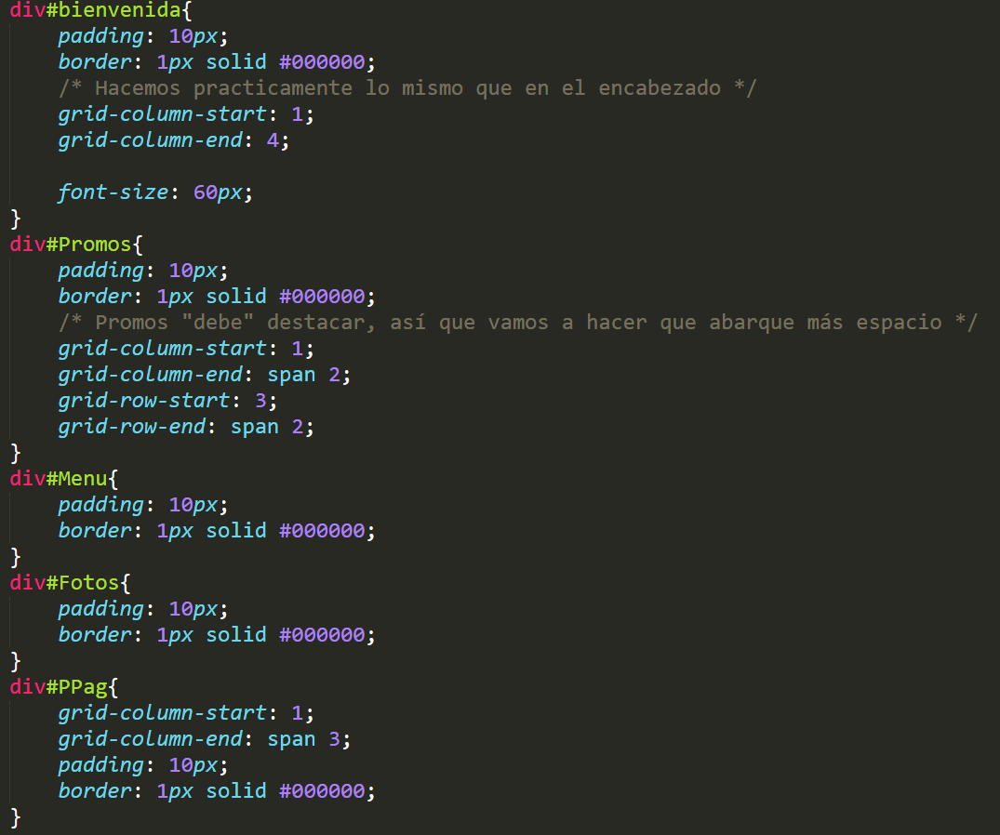 div#bienvenida{
    padding: 10px;
    border: 1px solid #000000;
    /* Hacemos practicamente lo mismo que en el encabezado */
    grid-column-start: 1;
    grid-column-end: 4;

    font-size: 60px;
}
div#Promos{
    padding: 10px;
    border: 1px solid #000000;
    /* Promos "debe" destacar, así que vamos a hacer que abarque más espacio */
    grid-column-start: 1;
    grid-column-end: span 2;
    grid-row-start: 3;
    grid-row-end: span 2;
}
div#Menu{
    padding: 10px;
    border: 1px solid #000000;
}
div#Fotos{
    padding: 10px;
    border: 1px solid #000000;
}
div#PPag{
    grid-column-start: 1;
    grid-column-end: span 3;
    padding: 10px;
    border: 1px solid #000000;
}